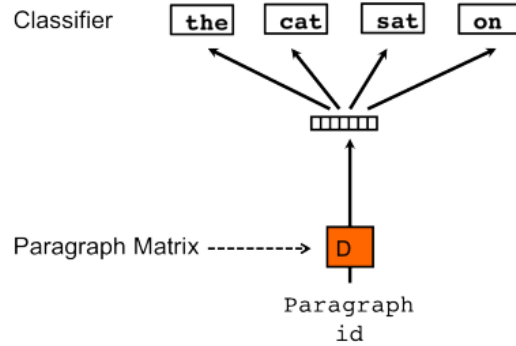 Classifier the cat sat on
Paragraph Matrix D
Paragraph
id